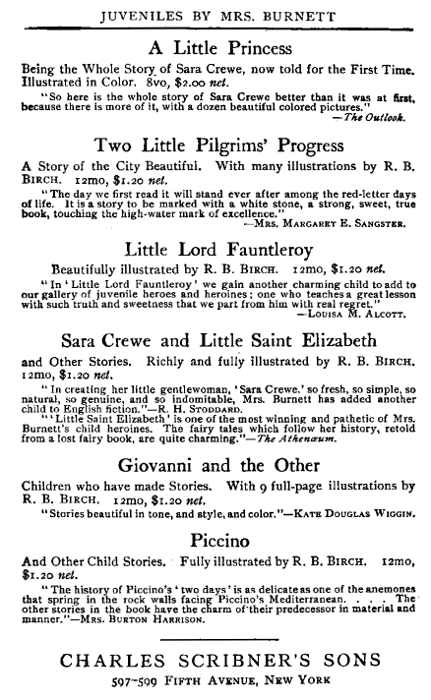 JUVENILES BY MRS. BURNETT
A Little Princess
Being the Whole Story of Sara Crewe, now told for the First Time.
Illustrated in Color. 8vo, $2.00 net.
"So here is the whole story of Sara Crewe better than it was at first,
because there is more of it, with a dozen beautiful colored pictures."
—The Outlook.
Two Little Pilgrims' Progress
A Story of the City Beautiful. With many illustrations by R. B.
BIRCH. 12mo, $1.20 net.
"The day we first read it will stand ever after among the red-letter days
of life. It is a story to be marked with a white stone, a strong, sweet, true
book, touching the high-water mark of excellence."
—MRS. MARGARET E. SANGSTER.
Little Lord Fauntleroy
Beautifully illustrated by R. B. BIRCH. 12mo, $1.20 net.
"In 'Little Lord Fauntleroy' we gain another charming child to add to
our gallery of juvenile heroes and heroines; one who teaches a great lesson
with such truth and sweetness that we part from him with real regret."
—LOUISA M. ALCOTT.
Sara Crewe and Little Saint Elizabeth
and Other Stories. Richly and fully illustrated by R. B. BIRCH.
12mo, $1.20 net.
"In creating her little gentlewoman, 'Sara Crewe.' so fresh, so simple, so
natural, so genuine, and so indomitable, Mrs. Burnett has added another
child to English fiction."—R. H. STODDARD.
"'Little Saint Elizabeth' is one of the most winning and pathetic of Mrs.
Burnett's child heroines. The fairy tales which follow her history, retold
from a lost fairy book, are quite charming."—The Athenæum.
Giovanni and the Other
Children who have made Stories. With 9 full-page illustrations by
R. B. BIRCH. 12mo, $1.20 net.
"Stories beautiful in tone, and style, and color."—KATE DOUGLAS WIGGIN.
Piccino
And Other Child Stories. Fully illustrated by R. B. BIRCH. 12mo,
$1.20 net.
"The history of Piccino's 'two days' is as delicate as one of the anemones
that spring in the rock walls facing Piccino's Mediterranean. . . . The
other stories in the book have the charm of their predecessor in material and
manner."—MRS. BURTON HARRISON.
CHARLES SCRIBNER'S SONS
597-599 FIFTH AVENUE, NEW YORK